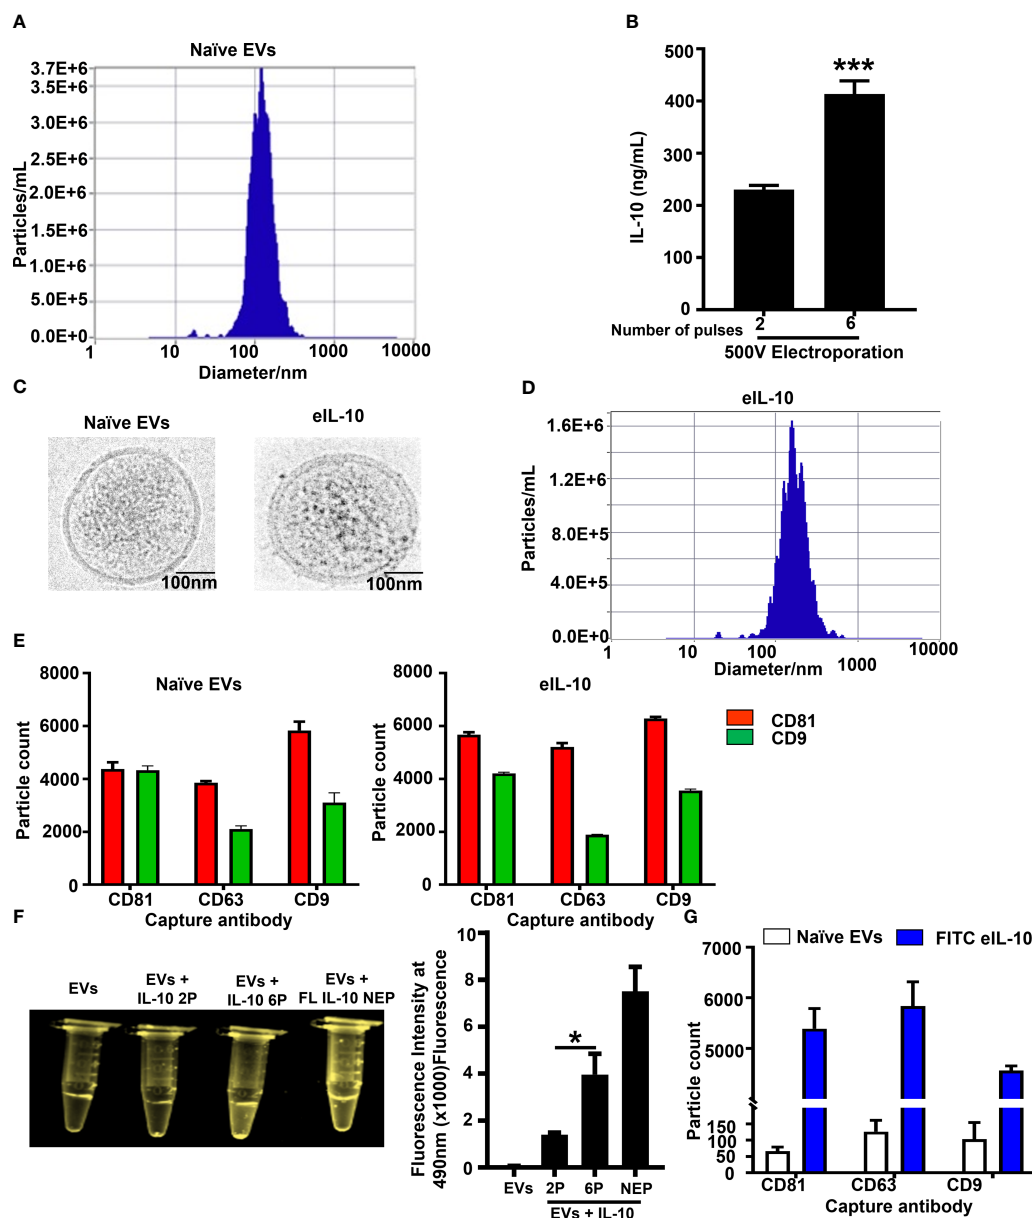 A
Naïve EVs
Particles/mL
3.7E+6
3.5E+6
3.0E+6
2.5E+6
2.0E+6
1.5E+6
1.0E+6
5.0E+5
0.0E+0
1 10 100 1000 10000
Diameter/nm
B
IL-10 (ng/mL)
500
400
300
200
100
0
***
Number of pulses 2 6
500V Electroporation
C
Naïve EVs eIL-10
100nm 100nm
D
eIL-10
Particles/mL
1.6E+6
1.2E+6
8.0E+5
4.0E+5
0.0E+0
1 10 100 1000 10000
Diameter/nm
E
Naïve EVs
Particle count
8000
6000
4000
2000
0
CD81 CD63 CD9
Capture antibody
eIL-10
Particle count
8000
6000
4000
2000
0
CD81 CD63 CD9
Capture antibody
CD81
CD9
F
EVs
EVs +
IL-10 2P
EVs +
IL-10 6P
EVs +
FL IL-10 NEP
Fluorescence Intensity at
490nm (x1000)Fluorescence
10
8
6
4
2
0
*
EVs 2P 6P NEP
EVs + IL-10
G
Naïve EVs FITC eIL-10
Particle count
7000
6000
5000
150
100
50
0
CD81 CD63 CD9
Capture antibody